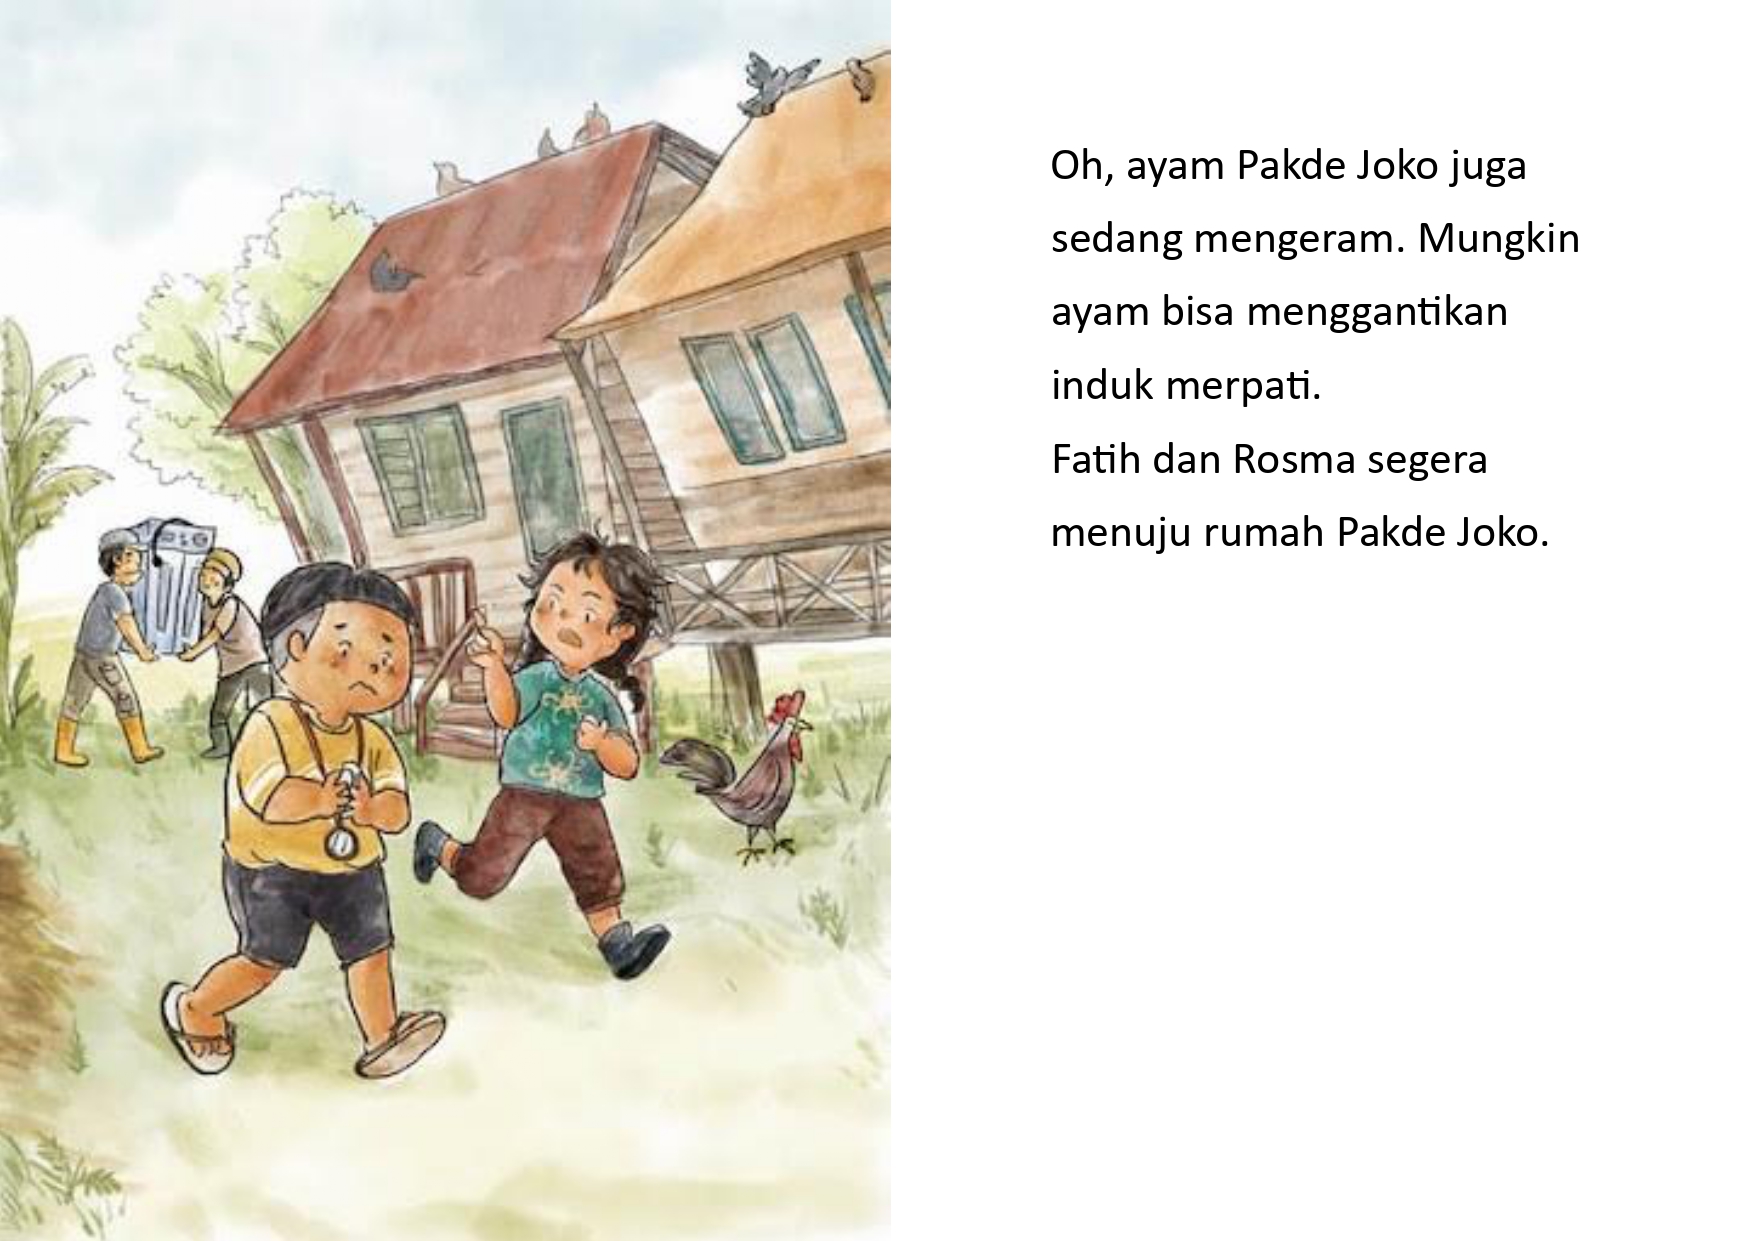 Oh, ayam Pakde Joko juga
sedang mengeram. Mungkin
ayam bisa menggantikan
induk merpati.
Fatih dan Rosma segera
menuju rumah Pakde Joko.